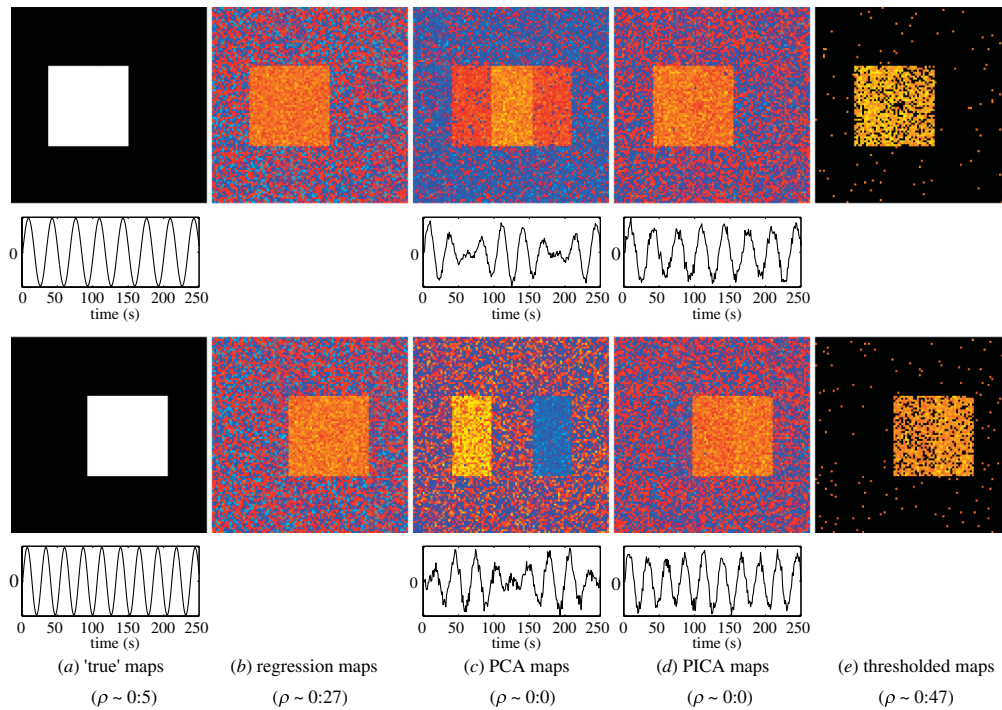 0
0 50 100 150 200 250
time (s)
0
0 50 100 150 200 250
time (s)
0
0 50 100 150 200 250
time (s)
0
0 50 100 150 200 250
time (s)
0
0 50 100 150 200 250
time (s)
0
0 50 100 150 200 250
time (s)
(a) 'true' maps
(b) regression maps
(c) PCA maps
(d) PICA maps
(e) thresholded maps
(ρ ~ 0:5)
(ρ ~ 0:27)
(ρ ~ 0:0)
(ρ ~ 0:0)
(ρ ~ 0:47)